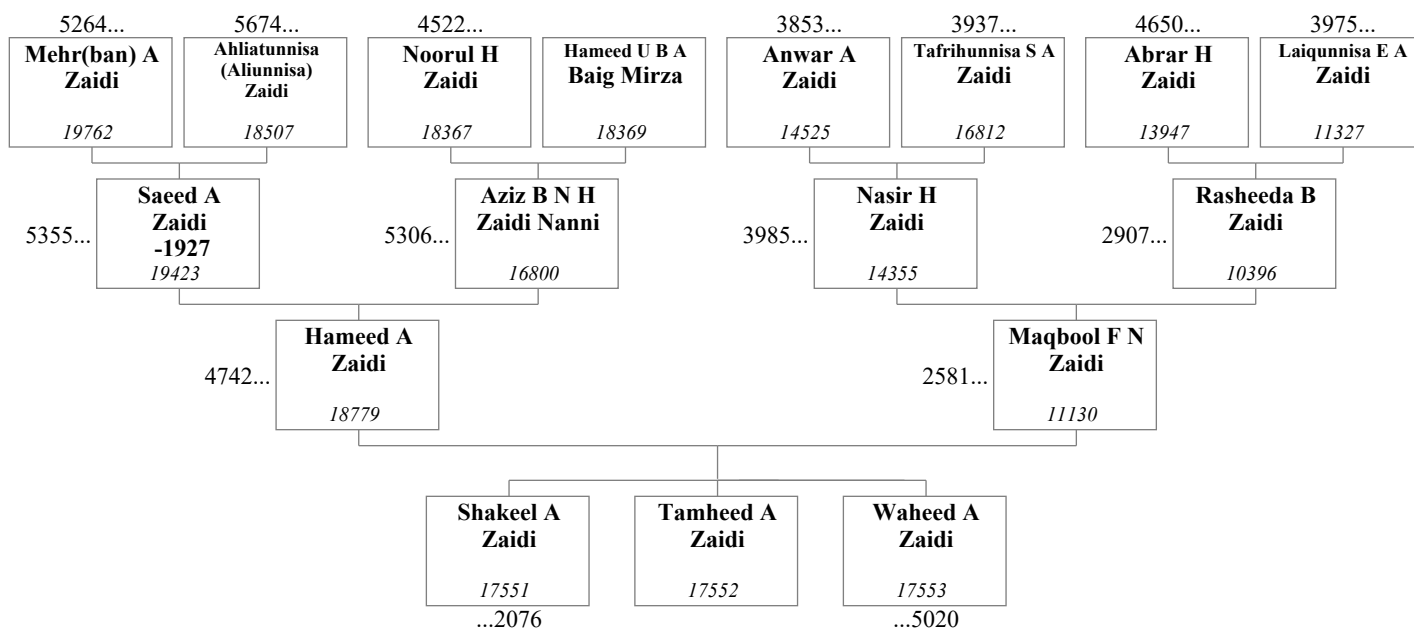 5264...
5674...
4522...
3853...
3937...
4650...
3975...
Mehr(ban) A
Zaidi
19762
Ahliatunnisa
(Aliunnisa)
Zaidi
18507
Noorul H
Zaidi
18367
Hameed U B A
Baig Mirza
18369
Anwar A
Zaidi
14525
Tafrihunnisa S A
Zaidi
16812
Abrar H
Zaidi
13947
Laiqunnisa E A
Zaidi
11327
5355...
Saeed A
Zaidi
-1927
19423
5306...
Aziz B N H
Zaidi Nanni
16800
3985...
Nasir H
Zaidi
14355
2907...
Rasheeda B
Zaidi
10396
4742...
Hameed A
Zaidi
18779
2581...
Maqbool F N
Zaidi
11130
Shakeel A
Zaidi
17551
...2076
Tamheed A
Zaidi
17552
Waheed A
Zaidi
17553
...5020